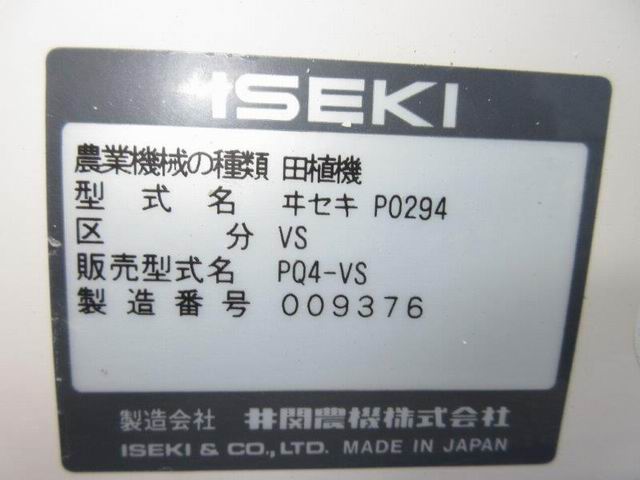 ISEKI
農業機械の種類 田植機
型式名 ヰセキ P0294
区分 VS
販売型式名 PQ4-VS
製造番号 009376
製造会社 井関農機株式会社
ISEKI & CO., LTD. MADE IN JAPAN